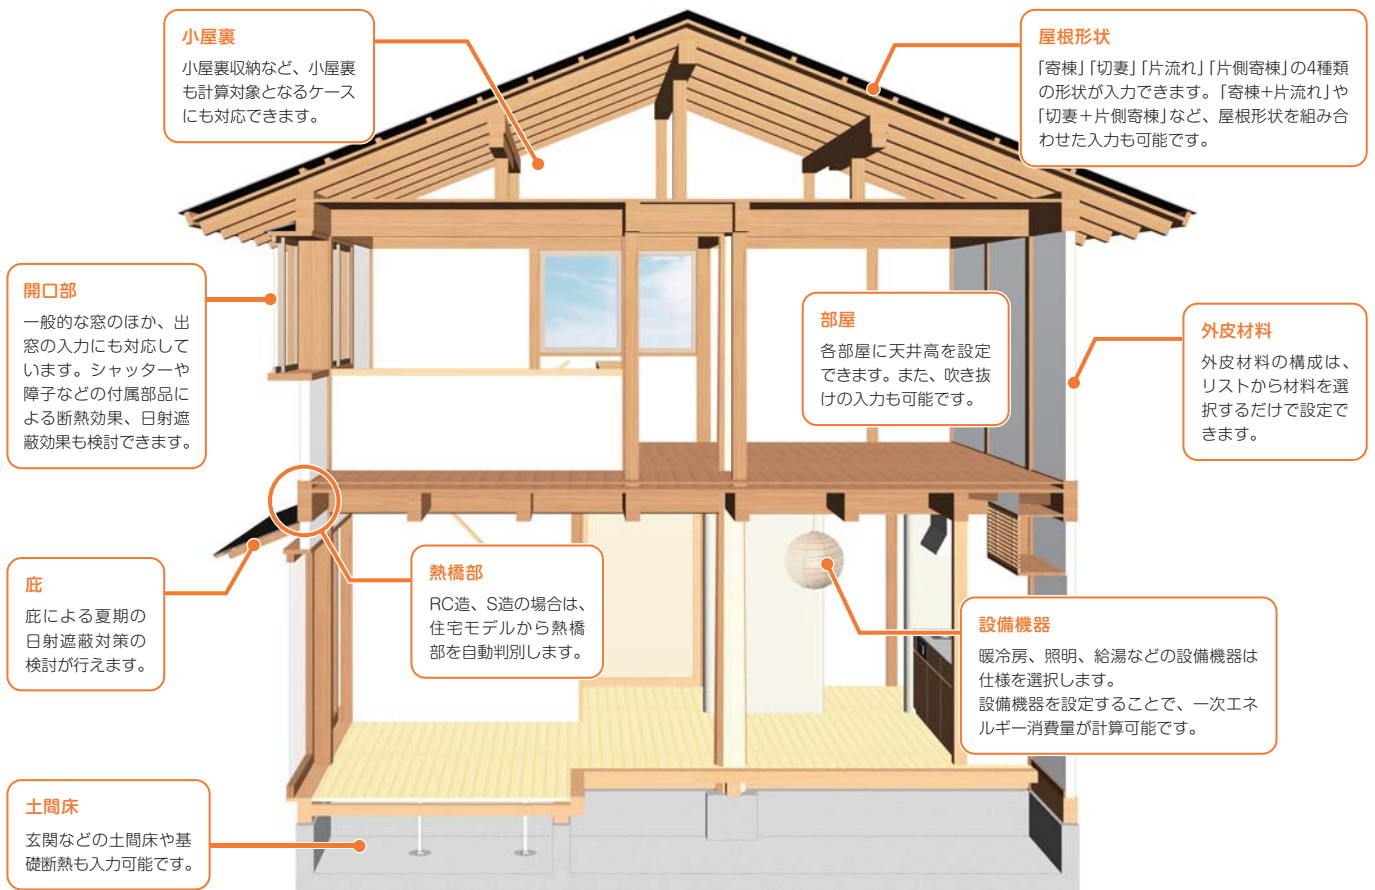 小屋裏
小屋裏収納など、小屋裏
も計算対象となるケース
にも対応できます。
屋根形状
「寄棟」「切妻」「片流れ」「片側寄棟」の4種類
の形状が入力できます。「寄棟+片流れ」や
「切妻+片側寄棟」など、屋根形状を組み合
わせた入力も可能です。
開口部
一般的な窓のほか、出
窓の入力にも対応して
います。シャッターや
障子などの付属部品に
よる断熱効果、日射遮
蔽効果も検討できます。
部屋
各部屋に天井高を設定
できます。また、吹き抜
けの入力も可能です。
外皮材料
外皮材料の構成は、
リストから材料を選
択するだけで設定で
きます。
庇
庇による夏期の
日射遮蔽対策の
検討が行えます。
熱橋部
RC造、S造の場合は、
住宅モデルから熱橋
部を自動判別します。
設備機器
暖冷房、照明、給湯などの設備機器は
仕様を選択します。
設備機器を設定することで、一次エネ
ルギー消費量が計算可能です。
土間床
玄関などの土間床や基
礎断熱も入力可能です。